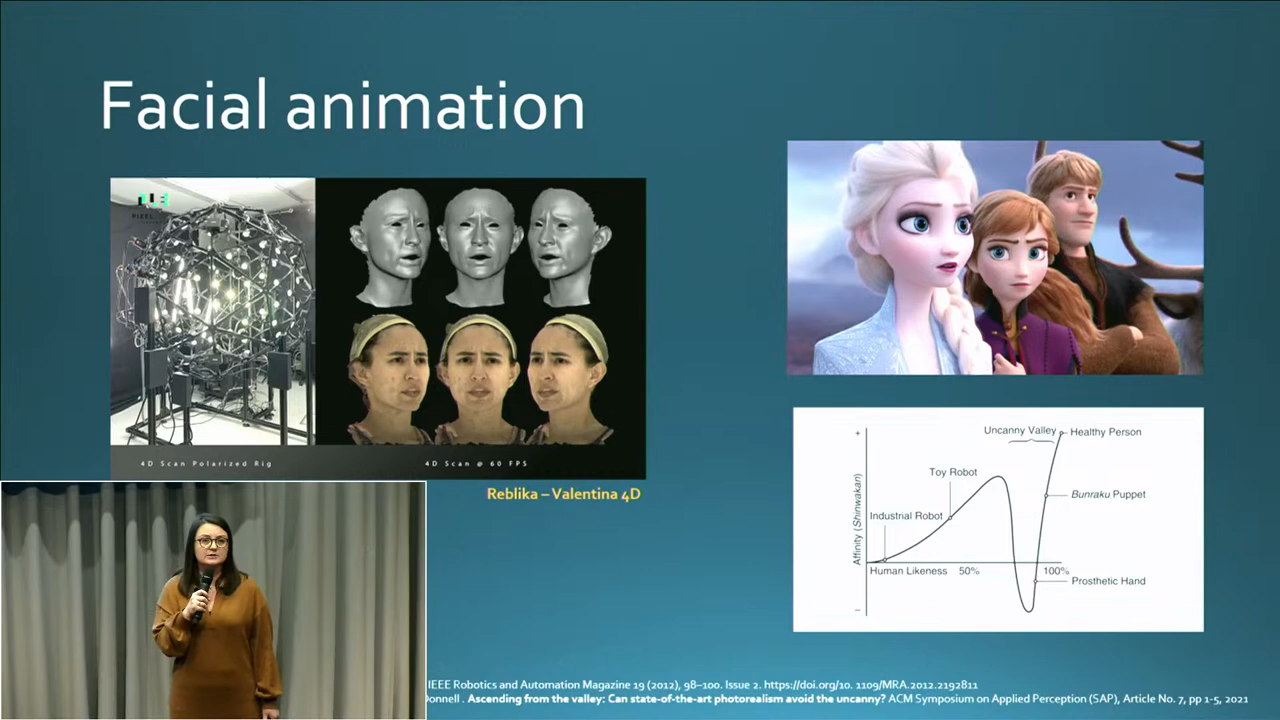 Facial animation
4D Scan Polarized Rig
4D Scan @ 60 FPS
Reblika – Valentina 4D
Uncanny Valley
Healthy Person
Toy Robot
Bunraku Puppet
Industrial Robot
Affinity (Shinwakan)
+
–
Human Likeness 50% 100%
Prosthetic Hand
IEEE Robotics and Automation Magazine 19 (2012), 98–100. Issue 2. https://doi.org/10. 1109/MRA.2012.2192811
Donnell . Ascending from the valley: Can state-of-the-art photorealism avoid the uncanny? ACM Symposium on Applied Perception (SAP), Article No. 7, pp 1-5, 2021